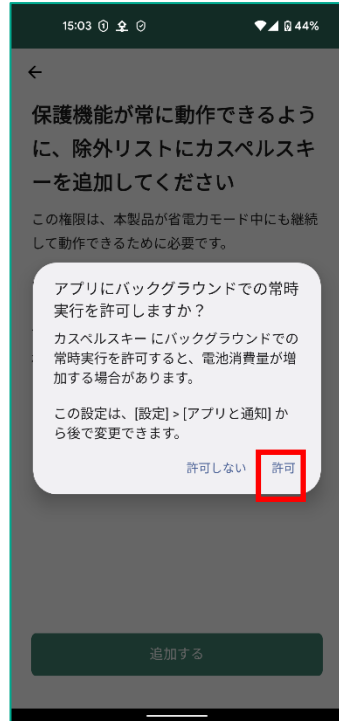 15:03 44%
保護機能が常に動作できるよう
に、除外リストにカスペルスキ
ーを追加してください
この権限は、本製品が省電力モード中にも継続
して動作できるために必要です。
アプリにバックグラウンドでの常時
実行を許可しますか？
カスペルスキー にバックグラウンドでの
常時実行を許可すると、電池消費量が増
加する場合があります。
この設定は、[設定] > [アプリと通知] か
ら後で変更できます。
許可しない 許可
追加する